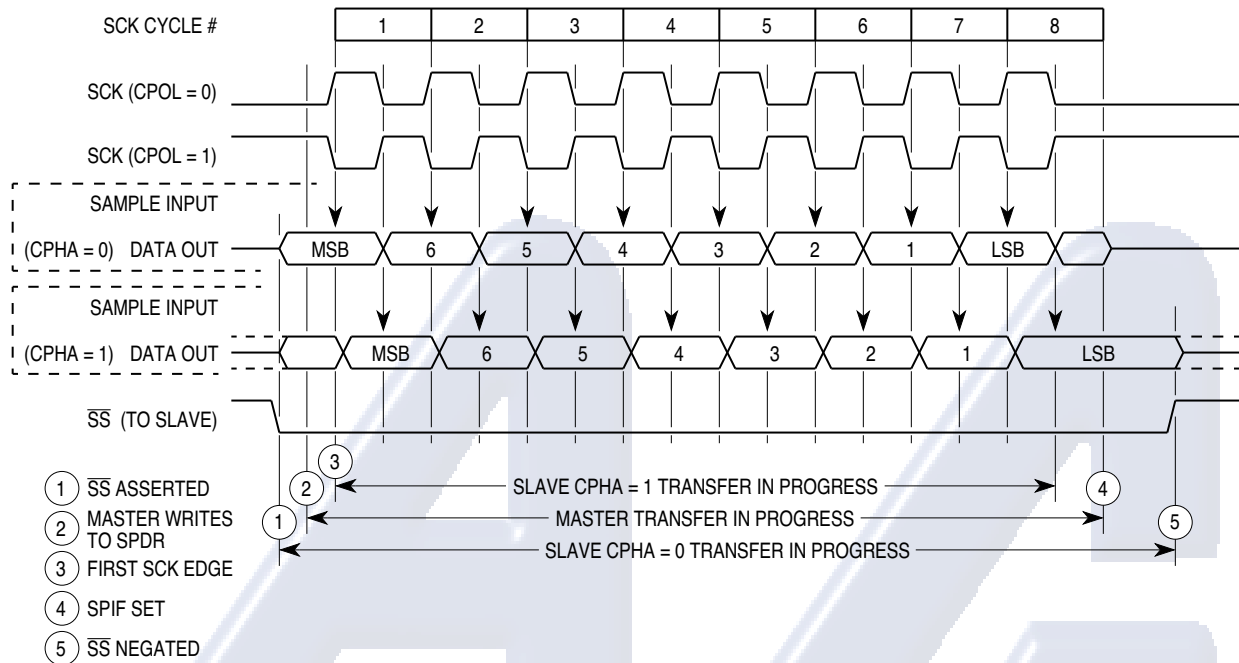 SCK CYCLE # 1 2 3 4 5 6 7 8
SCK (CPOL = 0)
SCK (CPOL = 1)
SAMPLE INPUT
(CPHA = 0) DATA OUT MSB 6 5 4 3 2 1 LSB
SAMPLE INPUT
(CPHA = 1) DATA OUT MSB 6 5 4 3 2 1 LSB
SS (TO SLAVE)
3
SLAVE CPHA = 1 TRANSFER IN PROGRESS
2 MASTER TRANSFER IN PROGRESS 4
1 SLAVE CPHA = 0 TRANSFER IN PROGRESS 5
1 SS ASSERTED
2 MASTER WRITES
TO SPDR
3 FIRST SCK EDGE
4 SPIF SET
5 SS NEGATED